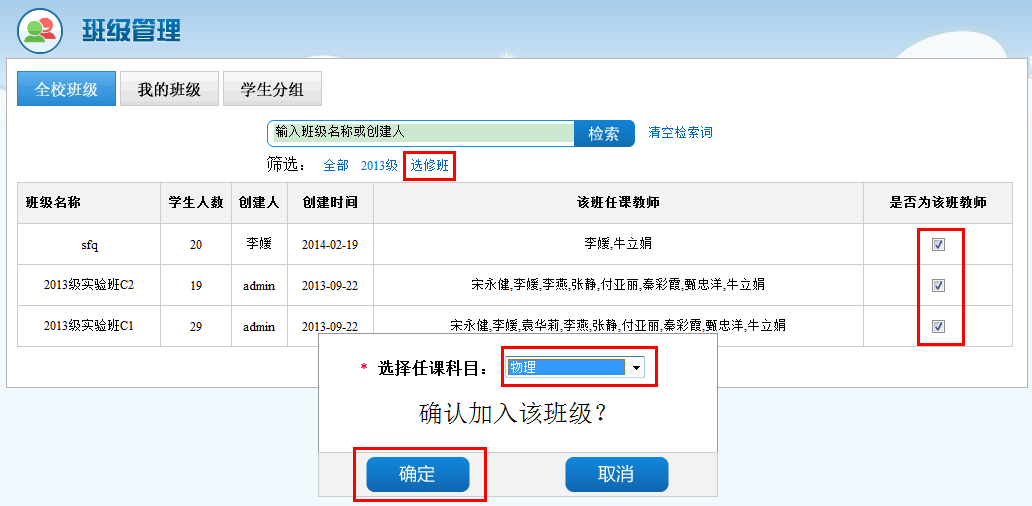 班级管理
全校班级 我的班级 学生分组
输入班级名称或创建人 检索 清空检索词
筛选： 全部 2013级 选修班
班级名称 学生人数 创建人 创建时间 该班任课教师 是否为该班教师
sfq 20 李媛 2014-02-19 李媛,牛立娟
2013级实验班C2 19 admin 2013-09-22 宋永健,李媛,李燕,张静,付亚丽,秦彩霞,甄忠洋,牛立娟
2013级实验班C1 29 admin 2013-09-22 宋永健,李媛,袁华莉,李燕,张静,付亚丽,秦彩霞,甄忠洋,牛立娟
* 选择任课科目： 物理
确认加入该班级？
确定 取消